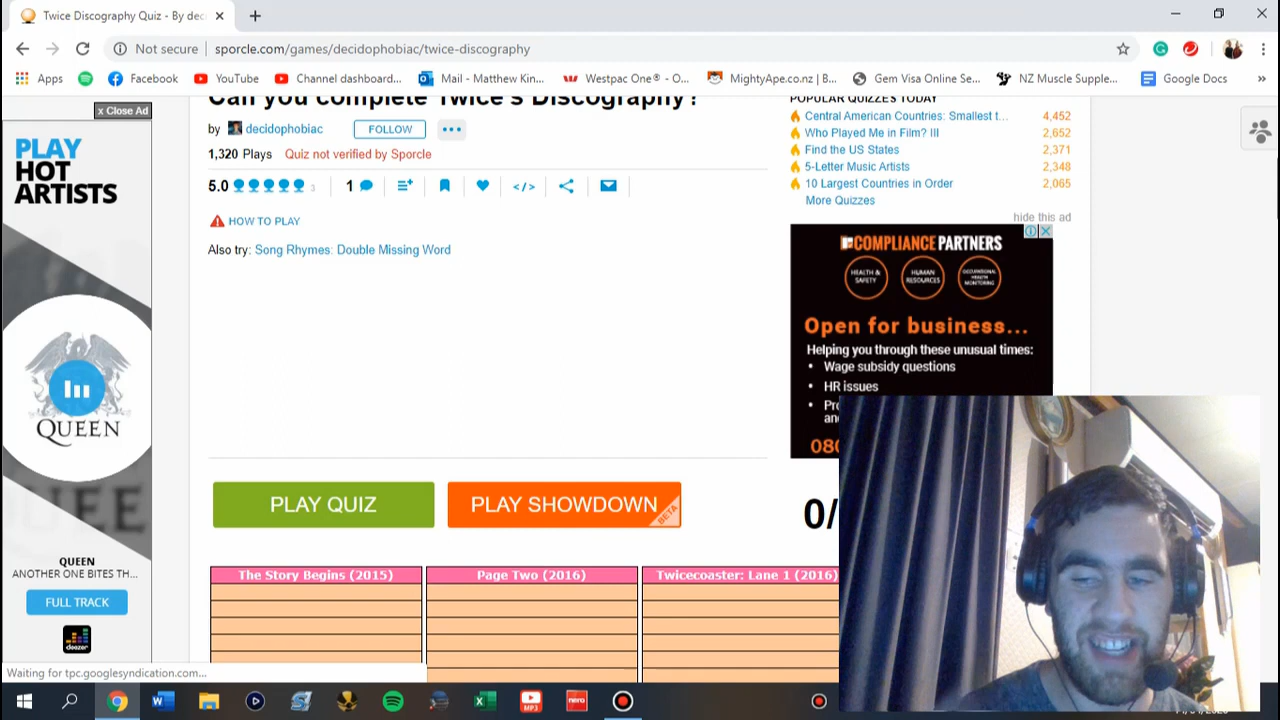 Twice Discography Quiz - By dec
Not secure | sporcle.com/games/decidophobiac/twice-discography
Apps Facebook YouTube Channel dashboard... Mail - Matthew Kin... Westpac One® - O... MightyApe.co.nz | B... Gem Visa Online Se... NZ Muscle Supple... Google Docs »
x Close Ad
PLAY
HOT
ARTISTS
QUEEN
QUEEN
ANOTHER ONE BITES TH...
FULL TRACK
deezer
Can you complete Twice's Discography?
by decidophobiac FOLLOW
1,320 Plays Quiz not verified by Sporcle
5.0 3 1 </>
HOW TO PLAY
Also try: Song Rhymes: Double Missing Word
PLAY QUIZ PLAY SHOWDOWN BETA
0/
The Story Begins (2015) Page Two (2016) Twicecoaster: Lane 1 (2016)
POPULAR QUIZZES TODAY
Central American Countries: Smallest t... 4,452
Who Played Me in Film? III 2,652
Find the US States 2,371
5-Letter Music Artists 2,348
10 Largest Countries in Order 2,065
More Quizzes
hide this ad
COMPLIANCE PARTNERS
HEALTH &
SAFETY
HUMAN
RESOURCES
OCCUPATIONAL
HEALTH
MONITORING
Open for business...
Helping you through these unusual times:
• Wage subsidy questions
• HR issues
• Pro
an
080
Waiting for tpc.googlesyndication.com...
MP3
nero